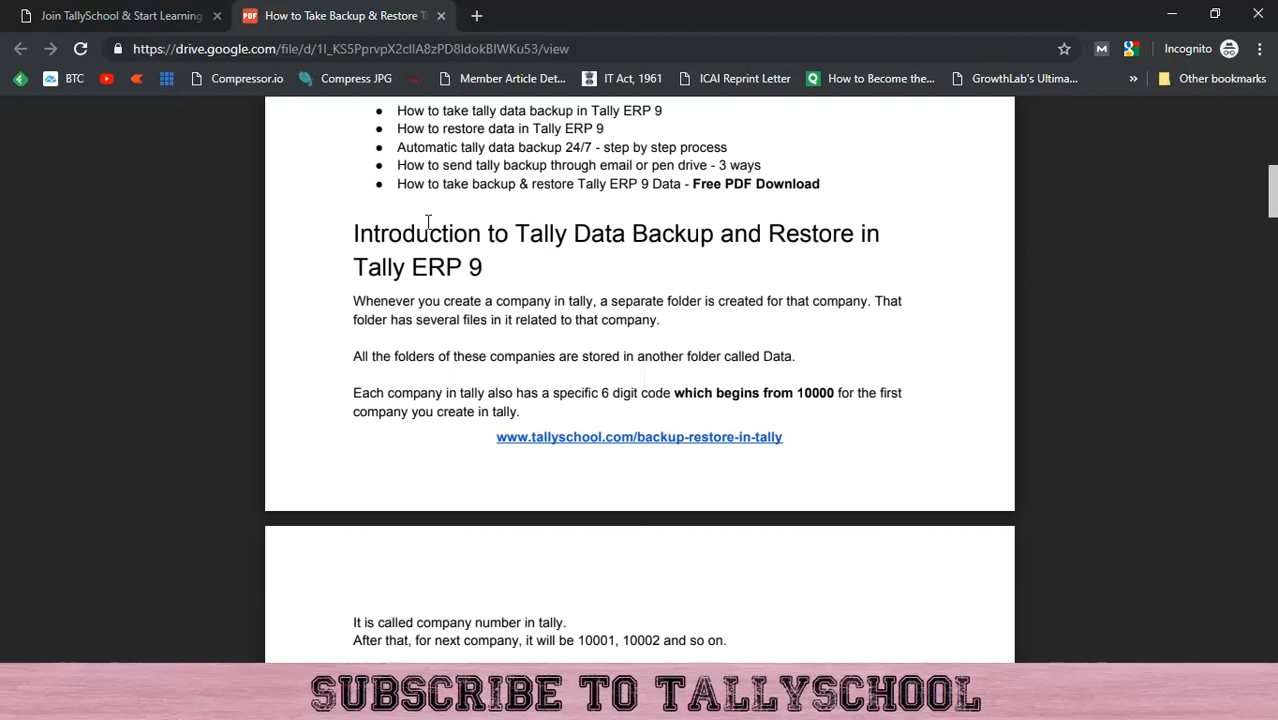 Join TallySchool & Start Learning
PDF How to Take Backup & Restore T
https://drive.google.com/file/d/1I_KS5PprvpX2cIlA8zPD8IdokBIWKu53/view
M
Incognito
BTC
Compressor.io
Compress JPG
Member Article Det...
IT Act, 1961
ICAI Reprint Letter
Q How to Become the...
GrowthLab's Ultima...
»
Other bookmarks
● How to take tally data backup in Tally ERP 9
● How to restore data in Tally ERP 9
● Automatic tally data backup 24/7 - step by step process
● How to send tally backup through email or pen drive - 3 ways
● How to take backup & restore Tally ERP 9 Data - Free PDF Download
Introduction to Tally Data Backup and Restore in
Tally ERP 9
Whenever you create a company in tally, a separate folder is created for that company. That
folder has several files in it related to that company.
All the folders of these companies are stored in another folder called Data.
Each company in tally also has a specific 6 digit code which begins from 10000 for the first
company you create in tally.
www.tallyschool.com/backup-restore-in-tally
It is called company number in tally.
After that, for next company, it will be 10001, 10002 and so on.
SUBSCRIBE TO TALLYSCHOOL